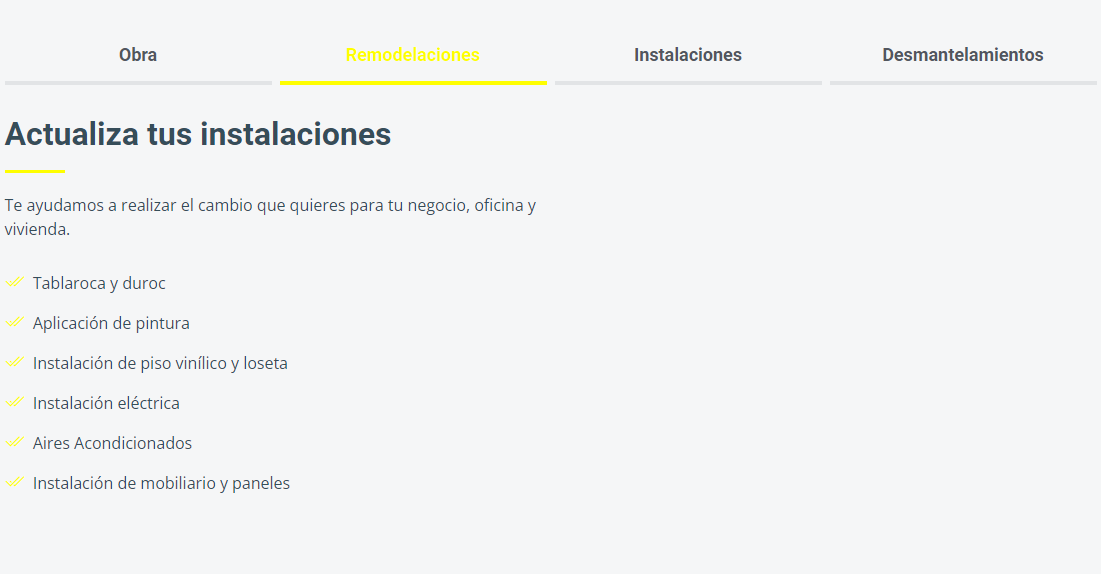 Obra
Remodelaciones
Instalaciones
Desmantelamientos
Actualiza tus instalaciones
Te ayudamos a realizar el cambio que quieres para tu negocio, oficina y
vivienda.
Tablaroca y duroc
Aplicación de pintura
Instalación de piso vinílico y loseta
Instalación eléctrica
Aires Acondicionados
Instalación de mobiliario y paneles